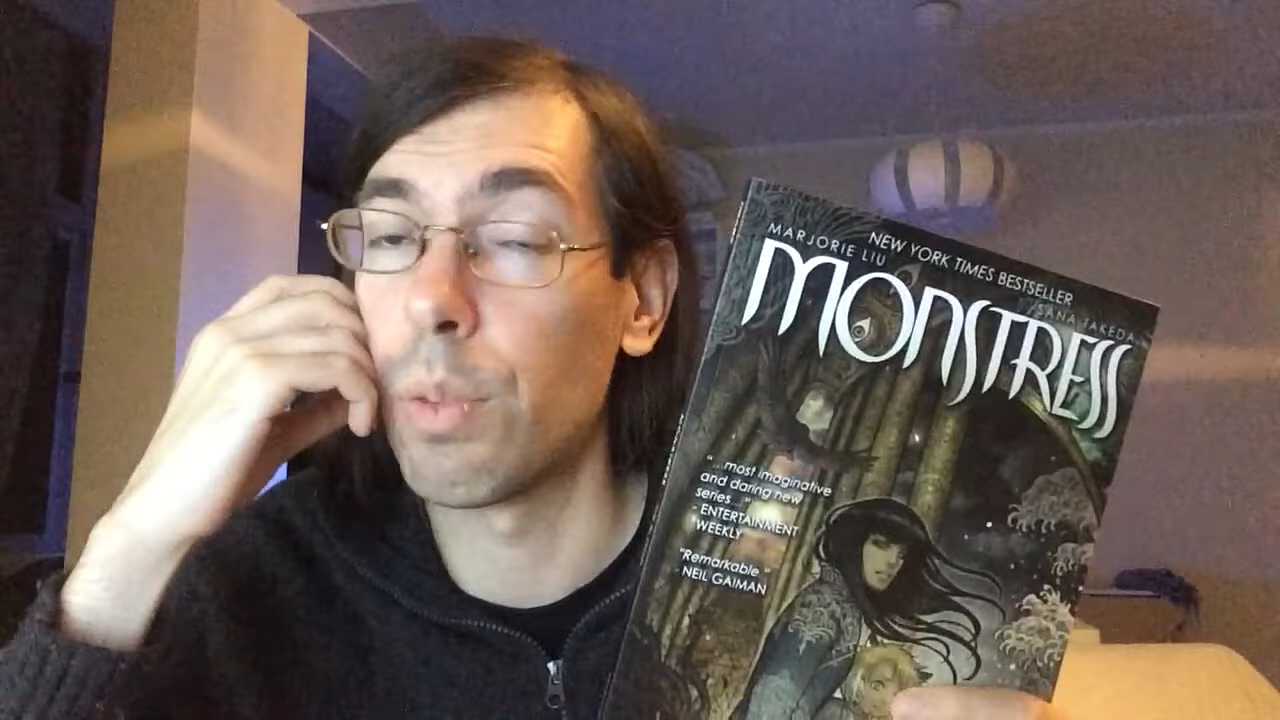 NEW YORK TIMES BESTSELLER
MARJORIE LIU
SANA TAKEDA
MONSTRESS
"...most imaginative
and daring new
series..."
- ENTERTAINMENT
WEEKLY
"Remarkable."
- NEIL GAIMAN